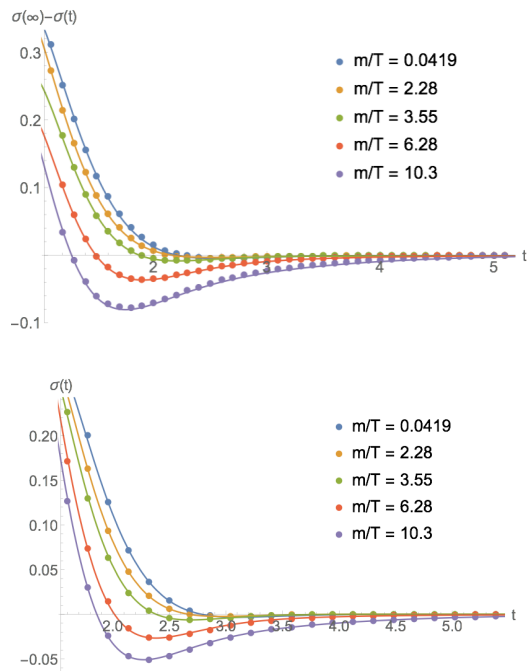 σ(∞)−σ(t)
0.3
0.2
0.1
−0.1
2
3
4
5
t
m/T = 0.0419
m/T = 2.28
m/T = 3.55
m/T = 6.28
m/T = 10.3
σ(t)
0.20
0.15
0.10
0.05
−0.05
2.0
2.5
3.0
3.5
4.0
4.5
5.0
t
m/T = 0.0419
m/T = 2.28
m/T = 3.55
m/T = 6.28
m/T = 10.3